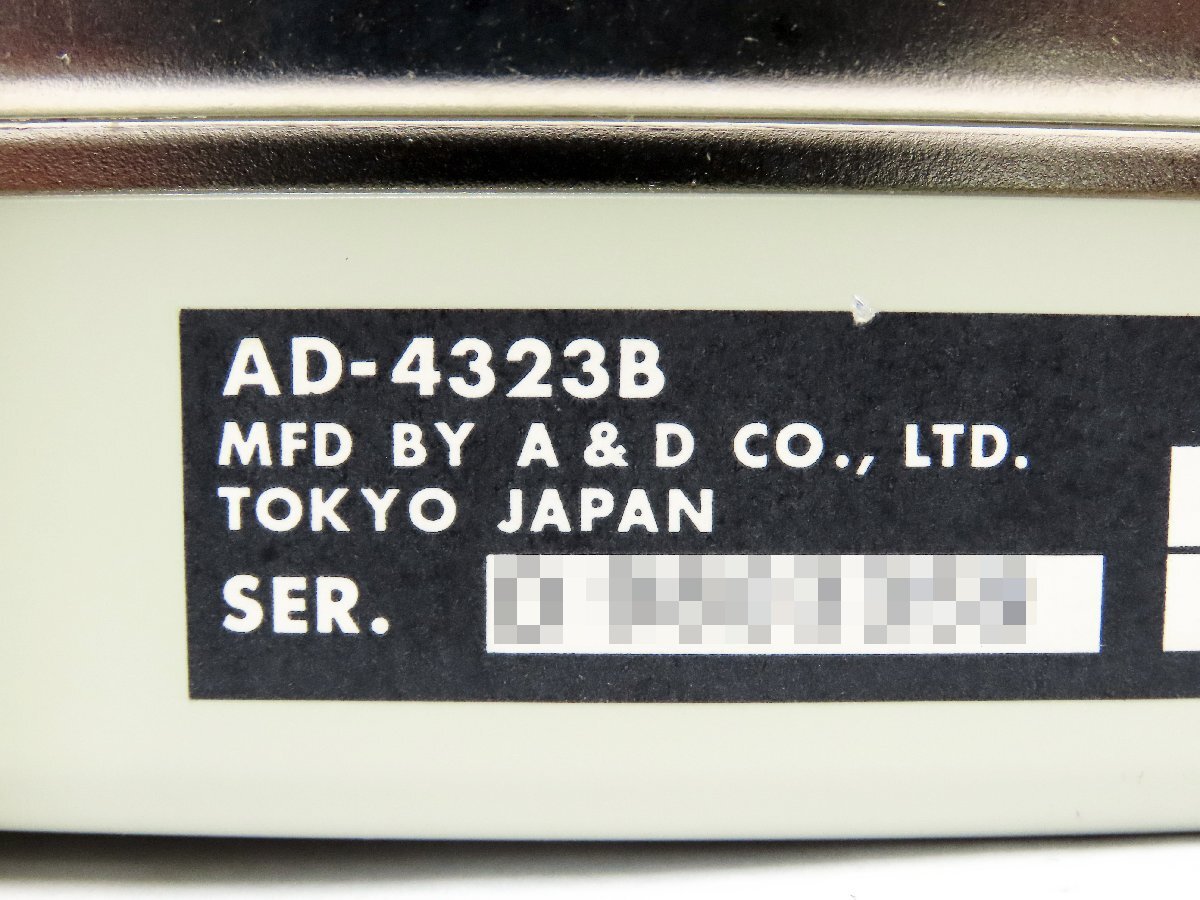 AD-4323B
MFD BY A & D CO., LTD.
TOKYO JAPAN
SER.